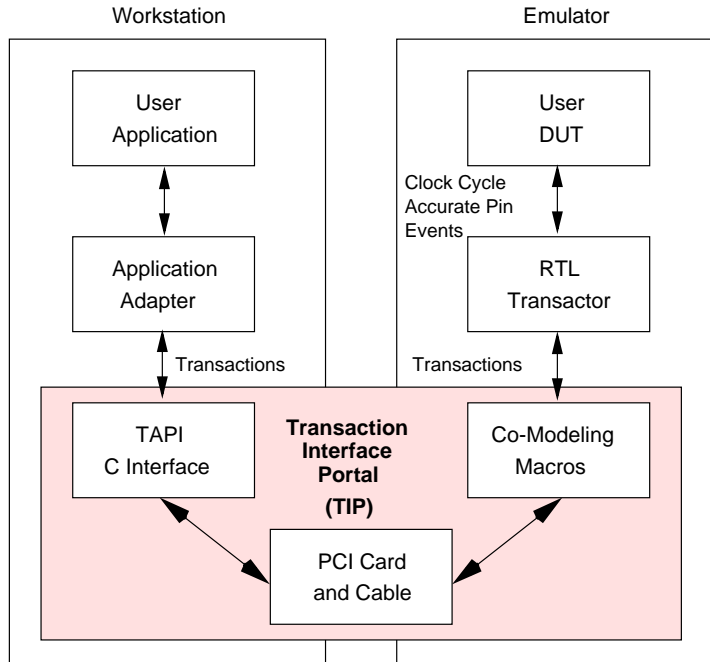 Workstation
Emulator
User
Application
User
DUT
Clock Cycle
Accurate Pin
Events
Application
Adapter
RTL
Transactor
Transactions
Transactions
TAPI
C Interface
Transaction
Interface
Portal
(TIP)
Co-Modeling
Macros
PCI Card
and Cable